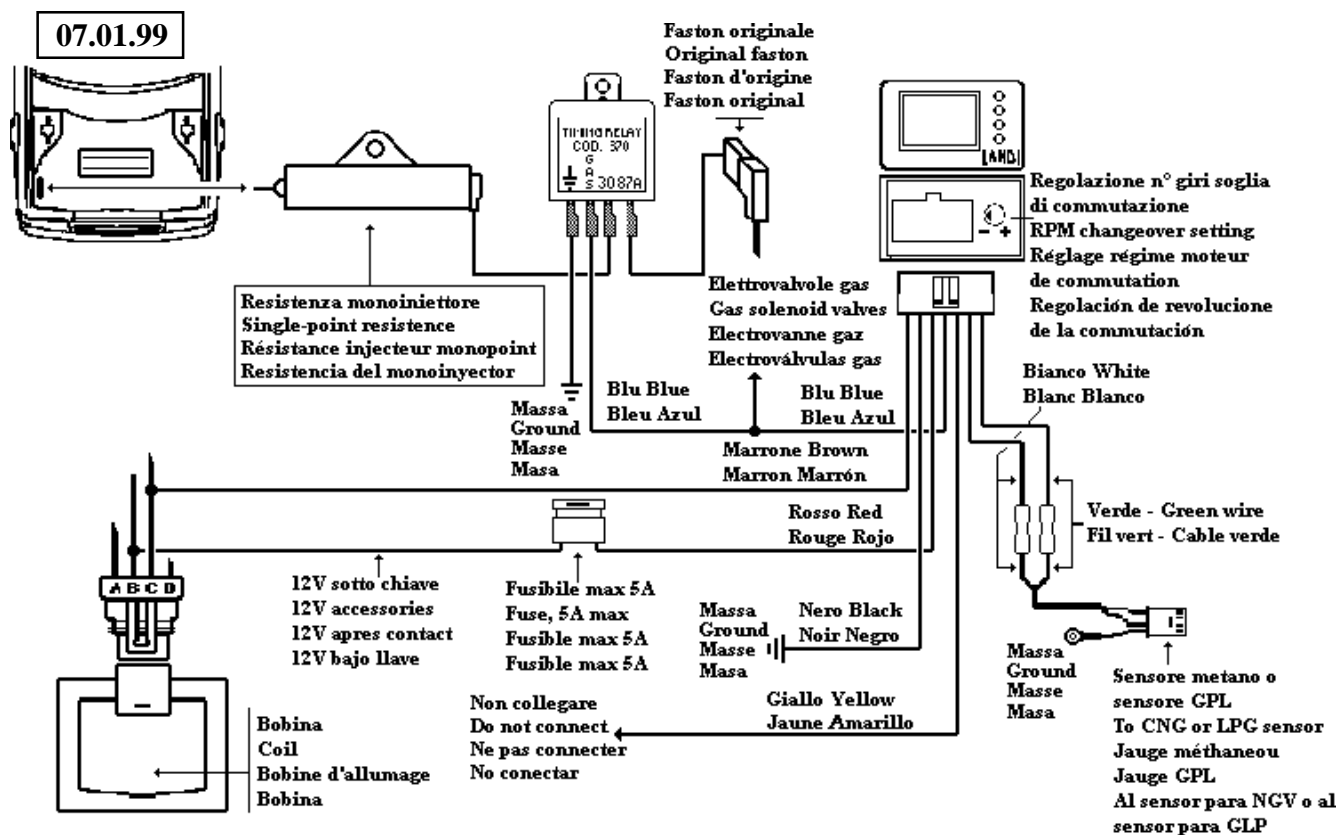 07.01.99
Faston originale
Original faston
Faston d'origine
Faston original
TIMING RELAY
COD. 370
G
A
S 30 87A
LANDI
Regolazione n° giri soglia
di commutazione
RPM changeover setting
Réglage régime moteur
de commutation
Regolación de revolucione
de la commutación
- +
Resistenza monoiniettore
Single-point resistence
Résistance injecteur monopoint
Resistencia del monoinyector
Elettrovalvole gas
Gas solenoid valves
Electrovanne gaz
Electroválvulas gas
Bianco White
Blanc Blanco
Massa
Ground
Masse
Masa
Blu Blue
Bleu Azul
Blu Blue
Bleu Azul
Marrone Brown
Marron Marrón
Rosso Red
Rouge Rojo
Verde - Green wire
Fil vert - Cable verde
A B C D
12V sotto chiave
12V accessories
12V apres contact
12V bajo llave
Fusibile max 5A
Fuse, 5A max
Fusible max 5A
Fusible max 5A
Massa
Ground
Masse
Masa
Nero Black
Noir Negro
Massa
Ground
Masse
Masa
Bobina
Coil
Bobine d'allumage
Bobina
Non collegare
Do not connect
Ne pas connecter
No conectar
Giallo Yellow
Jaune Amarillo
Sensore metano o
sensore GPL
To CNG or LPG sensor
Jauge méthaneou
Jauge GPL
Al sensor para NGV o al
sensor para GLP